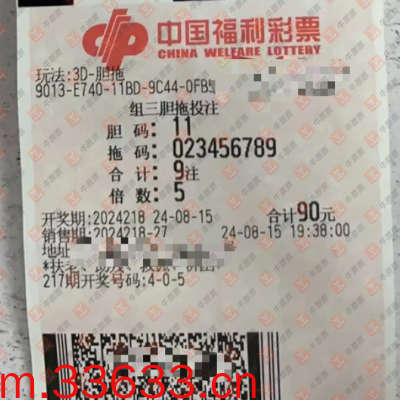 中国福利彩票
CHINA WELFARE LOTTERY
玩法:3D-胆拖
9013-E740-11BD-9C44-0FB
组三胆拖投注
胆 码: 11
拖 码: 023456789
合 计: 9注
倍 数: 5
开奖期:2024218 24-08-15 合计90元
销售期:2024218-27 24-08-15 19:38:00
地址
217期开奖号码:4-0-5
m.33633.cn